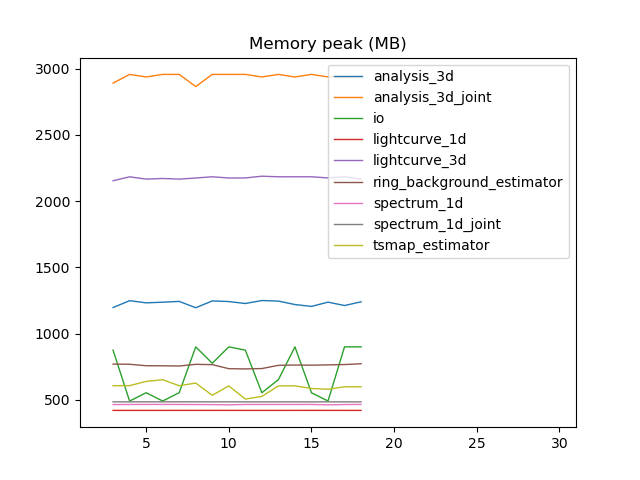 Memory peak (MB)
3000
2500
2000
1500
1000
500
analysis_3d
analysis_3d_joint
io
lightcurve_1d
lightcurve_3d
ring_background_estimator
spectrum_1d
spectrum_1d_joint
tsmap_estimator
5 10 15 20 25 30